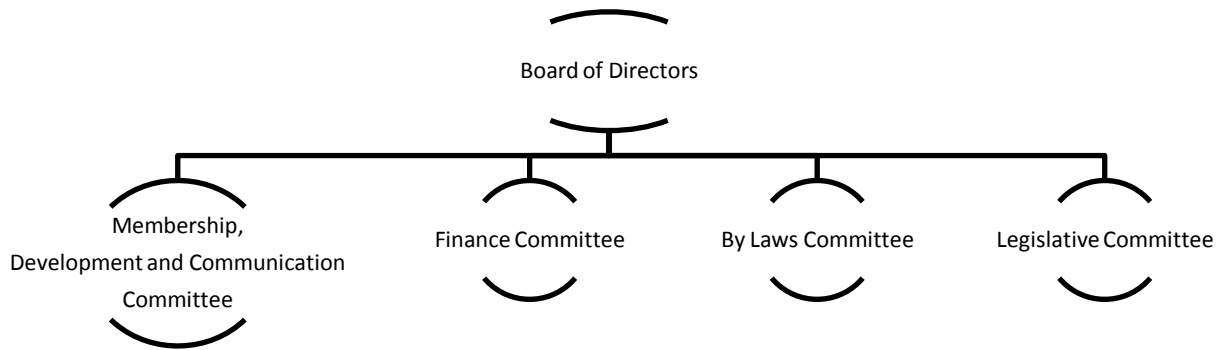 Board of Directors
Membership,
Development and Communication
Committee
Finance Committee
By Laws Committee
Legislative Committee